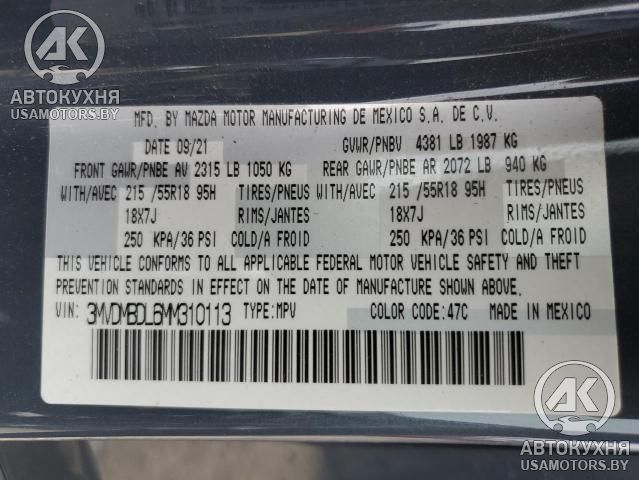 AK
АВТОКУХНЯ
USAMOTORS.BY
MFD. BY MAZDA MOTOR MANUFACTURING DE MEXICO S.A. DE C.V.
DATE 09/21 GVWR/PNBV 4381 LB 1987 KG
FRONT GAWR/PNBE AV 2315 LB 1050 KG REAR GAWR/PNBE AR 2072 LB 940 KG
WITH/AVEC 215 /55R18 95H TIRES/PNEUS WITH/AVEC 215 /55R18 95H TIRES/PNEUS
18X7J RIMS/JANTES 18X7J RIMS/JANTES
250 KPA/36 PSI COLD/A FROID 250 KPA/36 PSI COLD/A FROID
THIS VEHICLE CONFORMS TO ALL APPLICABLE FEDERAL MOTOR VEHICLE SAFETY AND THEFT
PREVENTION STANDARDS IN EFFECT ON THE DATE OF MANUFACTURE SHOWN ABOVE.
VIN: 3MVDMBDL6MM310113 TYPE:MPV COLOR CODE:47C MADE IN MEXICO
AK
АВТОКУХНЯ
USAMOTORS.BY